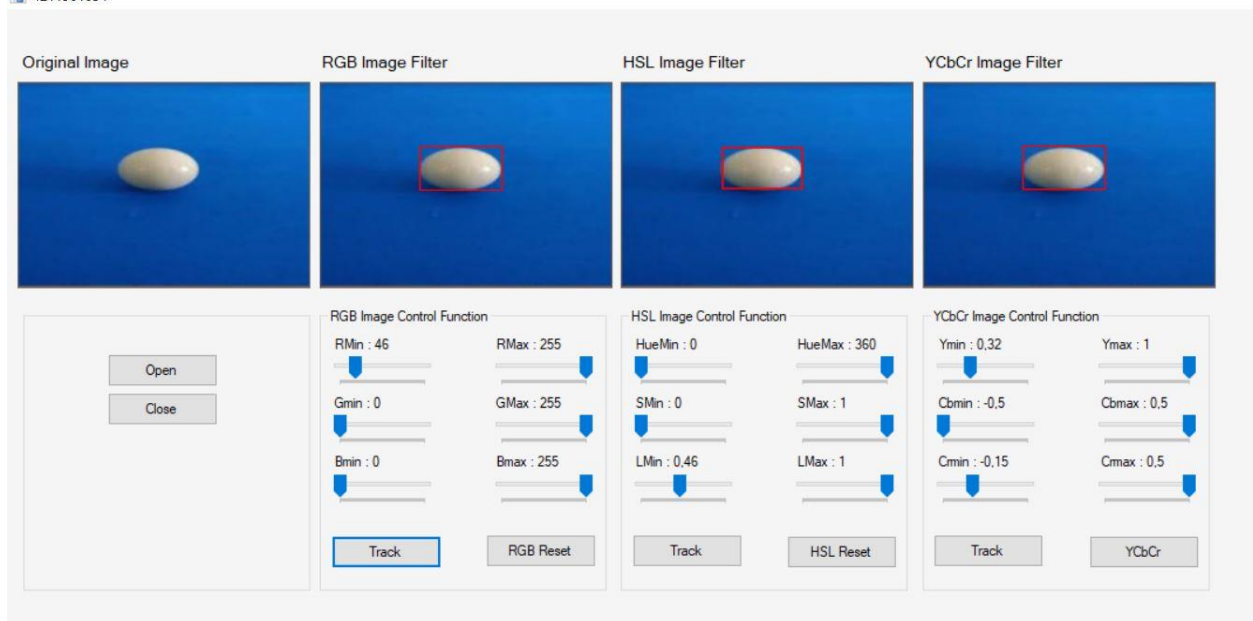 Original Image
RGB Image Filter
HSL Image Filter
YCbCr Image Filter
Open
Close
RGB Image Control Function
RMin : 46
RMax : 255
Gmin : 0
GMax : 255
Bmin : 0
Bmax : 255
Track
RGB Reset
HSL Image Control Function
HueMin : 0
HueMax : 360
SMin : 0
SMax : 1
LMin : 0,46
LMax : 1
Track
HSL Reset
YCbCr Image Control Function
Ymin : 0,32
Ymax : 1
Cbmin : -0,5
Cbmax : 0,5
Crmin : -0,15
Crmax : 0,5
Track
YCbCr